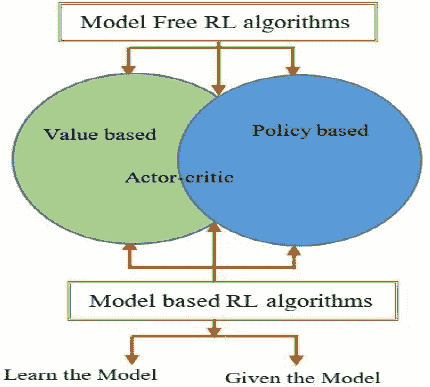 Model Free RL algorithms
Value based
Policy based
Actor-critic
Model based RL algorithms
Learn the Model
Given the Model